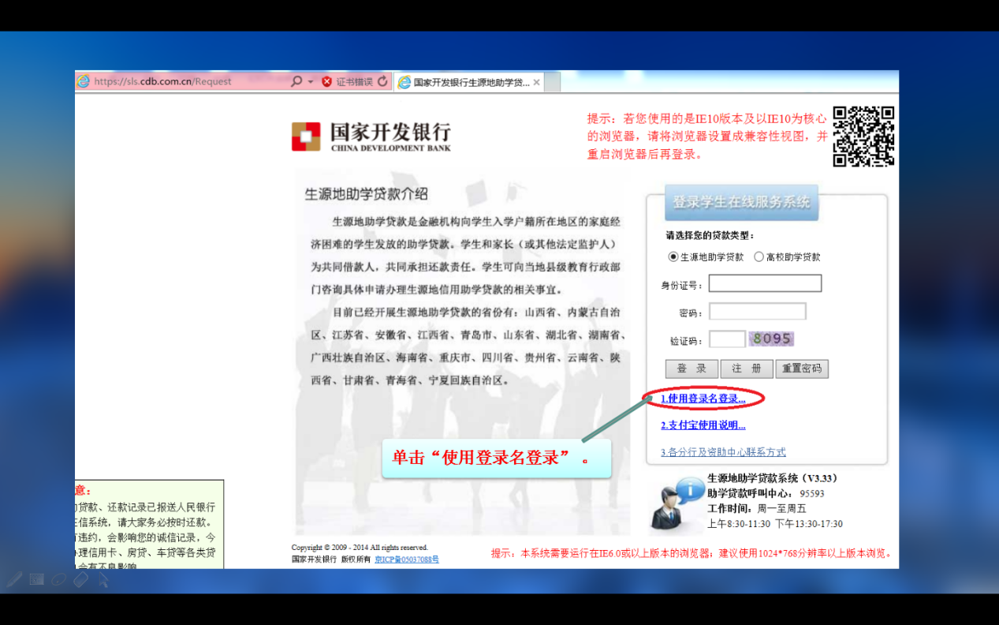 https://sls.cdb.com.cn/Request
证书错误
国家开发银行生源地助学贷...
国家开发银行
CHINA DEVELOPMENT BANK
提示：若您使用的是IE10版本及以IE10为核心
的浏览器，请将浏览器设置成兼容性视图，并
重启浏览器后再登录。
生源地助学贷款介绍
生源地助学贷款是金融机构向学生入学户籍所在地区的家庭经
济困难的学生发放的助学贷款。学生和家长（或其他法定监护人）
为共同借款人，共同承担还款责任。学生可向当地县级教育行政部
门咨询具体申请办理生源地信用助学贷款的相关事宜。
目前已经开展生源地助学贷款的省份有：山西省、内蒙古自治
区、江苏省、安徽省、江西省、青岛市、山东省、湖北省、湖南省、
广西壮族自治区、海南省、重庆市、四川省、贵州省、云南省、陕
西省、甘肃省、青海省、宁夏回族自治区。
登录学生在线服务系统
请选择您的贷款类型：
生源地助学贷款 高校助学贷款
身份证号：
密码：
验证码： 8095
登 录 注 册 重置密码
1.使用登录名登录...
2.支付宝使用说明...
3.各分行及资助中心联系方式
单击“使用登录名登录”。
生源地助学贷款系统（V3.33）
助学贷款呼叫中心： 95593
工作时间：周一至周五
上午8:30-11:30 下午13:30-17:30
意：
贷款、还款记录已报送人民银行
信系统，请大家务必按时还款。
违约，会影响您的诚信记录，今
理信用卡、房贷、车贷等各类贷
会有不良影响
Copyright © 2009 - 2014 All rights reserved.
国家开发银行 版权所有 京ICP备05037088号
提示：本系统需要运行在IE6.0或以上版本的浏览器；建议使用1024*768分辨率以上版本浏览。